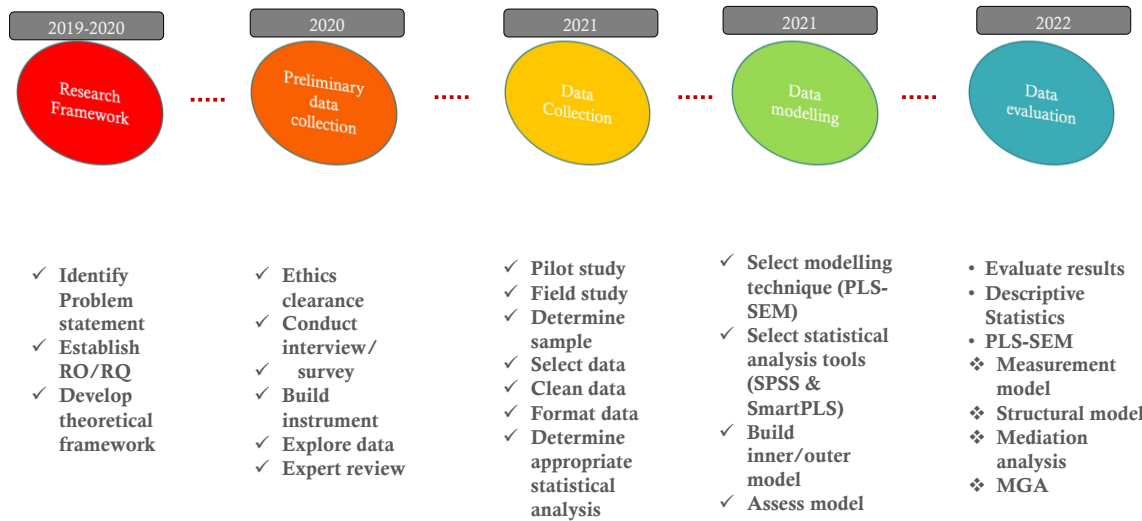 2019-2020
Research
Framework
✓ Identify
Problem
statement
✓ Establish
RO/RQ
✓ Develop
theoretical
framework
2020
Preliminary
data
collection
✓ Ethics
clearance
✓ Conduct
interview/
✓ survey
✓ Build
instrument
✓ Explore data
✓ Expert review
2021
Data
Collection
✓ Pilot study
✓ Field study
✓ Determine
sample
✓ Select data
✓ Clean data
✓ Format data
✓ Determine
appropriate
statistical
analysis
2021
Data
modelling
✓ Select modelling
technique (PLS-
SEM)
✓ Select statistical
analysis tools
(SPSS &
SmartPLS)
✓ Build
inner/outer
model
✓ Assess model
2022
Data
evaluation
• Evaluate results
• Descriptive
Statistics
• PLS-SEM
❖ Measurement
model
❖ Structural model
❖ Mediation
analysis
❖ MGA